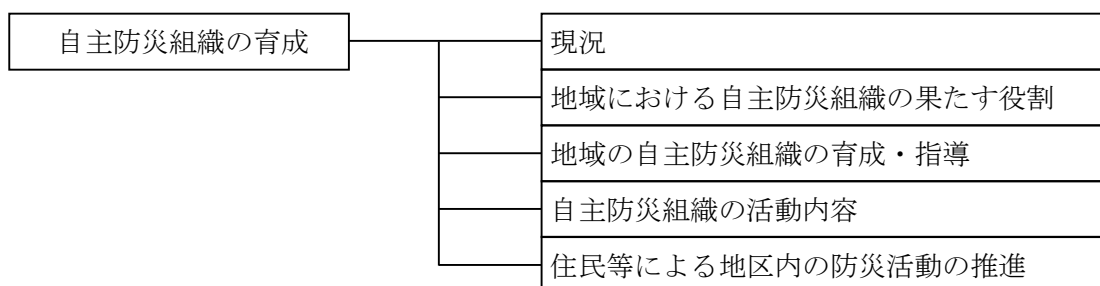 自主防災組織の育成
現況
地域における自主防災組織の果たす役割
地域の自主防災組織の育成・指導
自主防災組織の活動内容
住民等による地区内の防災活動の推進